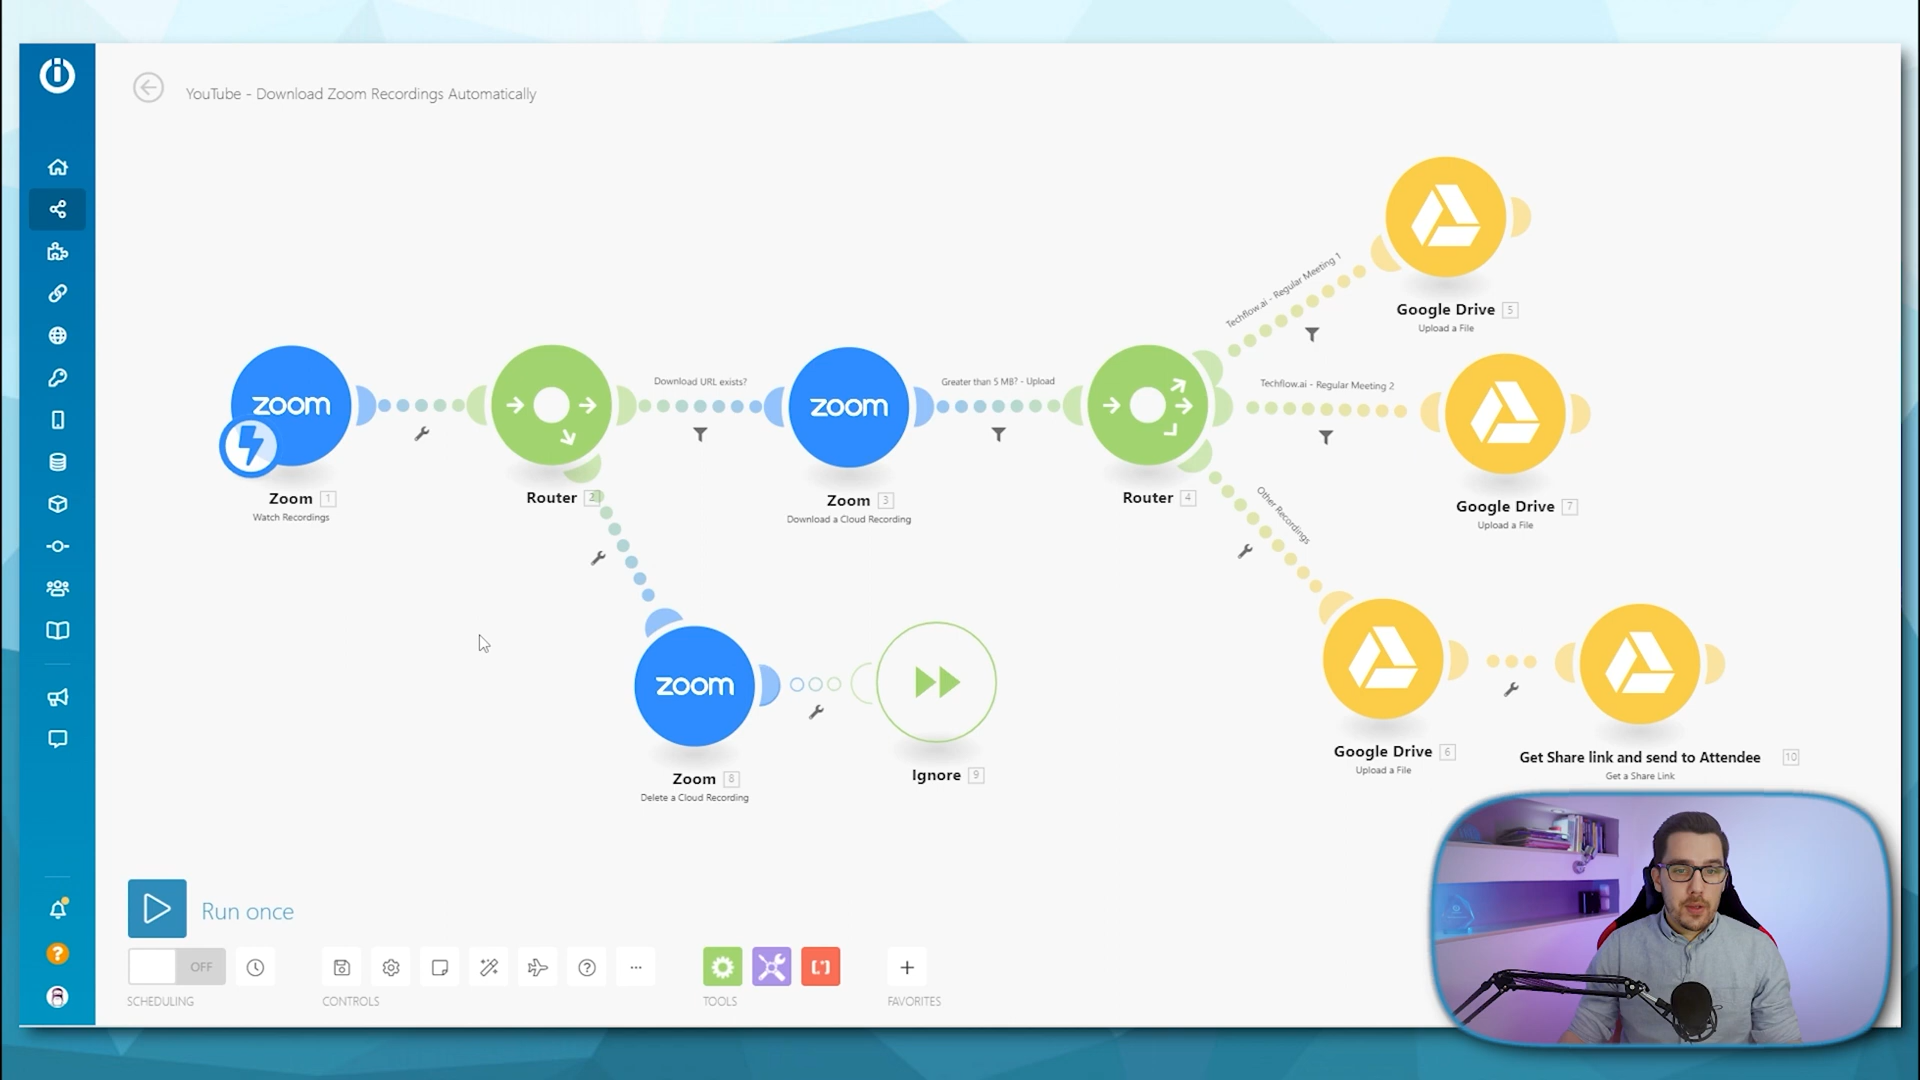 YouTube - Download Zoom Recordings Automatically
Techflow.ai - Regular Meeting 1
Google Drive 5
Upload a File
zoom
Zoom 1
Watch Recordings
Router 2
Download URL exists?
zoom
Zoom 3
Download a Cloud Recording
Greater than 5 MB? - Upload
Router 4
Techflow.ai - Regular Meeting 2
Google Drive 7
Upload a File
Other Recordings
zoom
Zoom 8
Delete a Cloud Recording
Ignore 9
Google Drive 6
Upload a File
Get Share link and send to Attendee 10
Get a Share Link
Run once
OFF
SCHEDULING
CONTROLS
TOOLS
FAVORITES